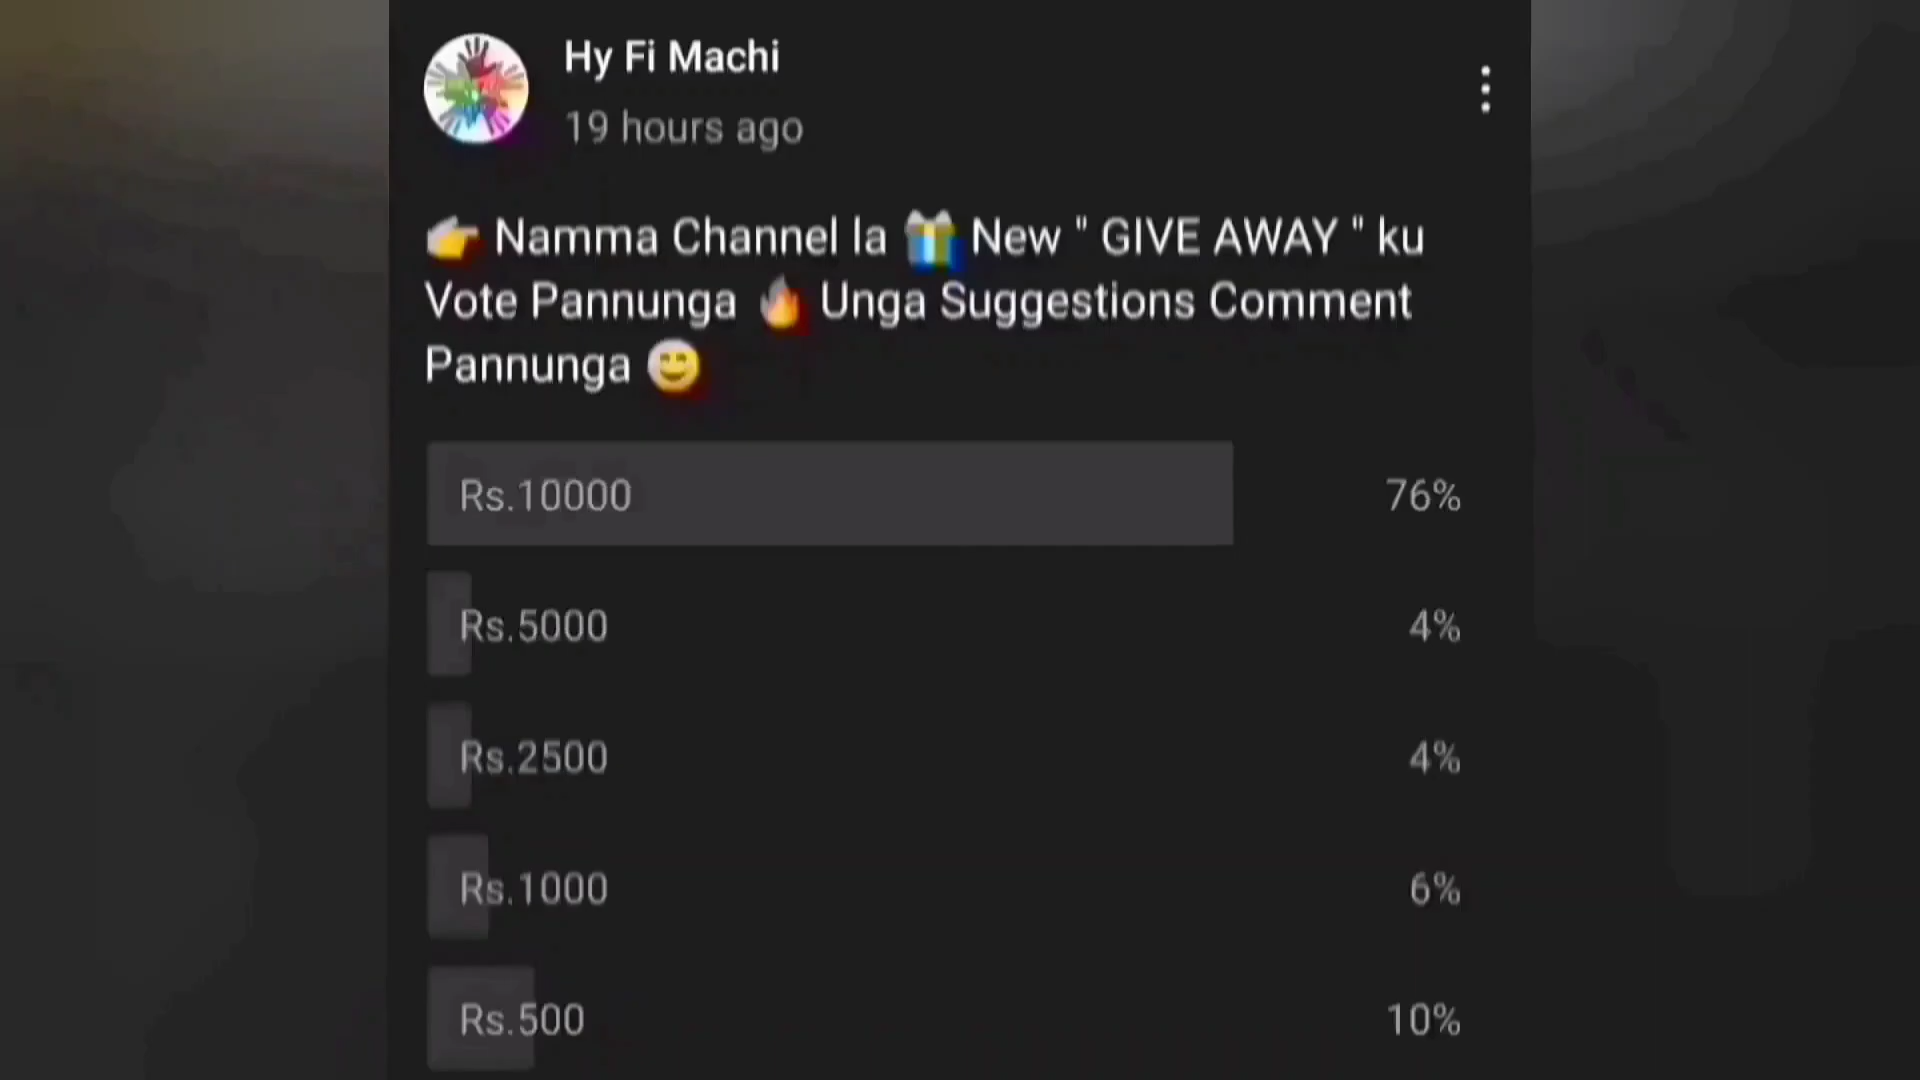 Hy Fi Machi
19 hours ago
👉 Namma Channel la 🎁 New " GIVE AWAY " ku
Vote Pannunga 🔥 Unga Suggestions Comment
Pannunga 😊
Rs.10000 76%
Rs.5000 4%
Rs.2500 4%
Rs.1000 6%
Rs.500 10%